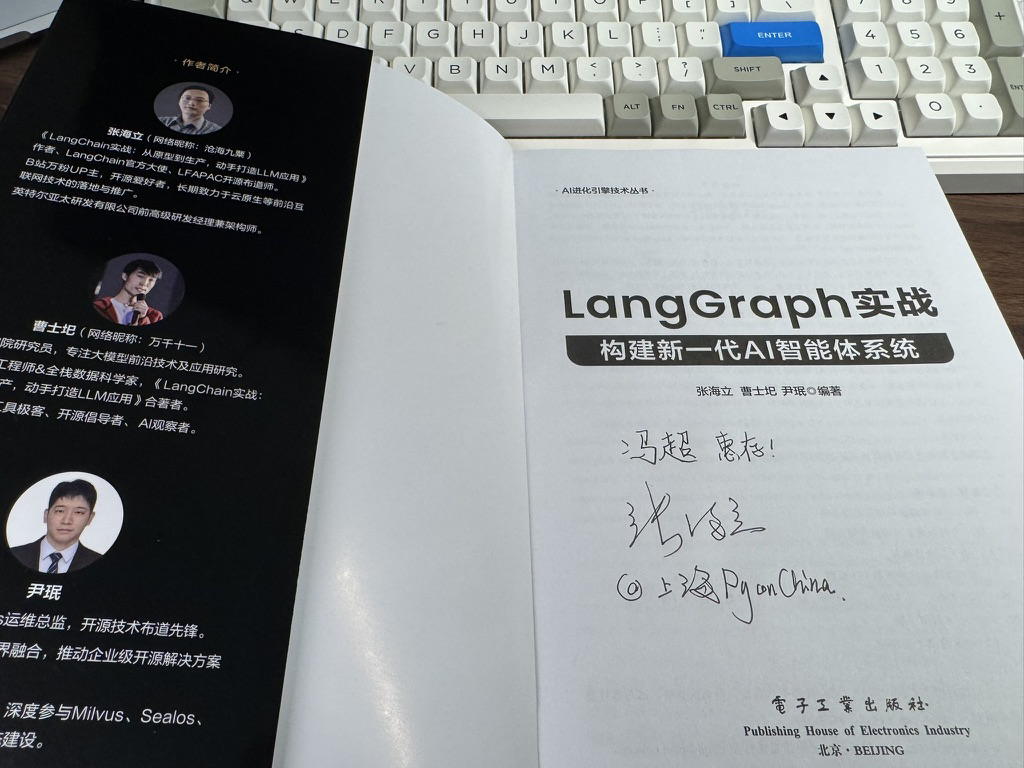 · 作者简介 ·
张海立（网络昵称：沧海九粟）
《LangChain实战：从原型到生产，动手打造LLM应用》
作者、LangChain官方大使、LFAPAC开源布道师。
B站万粉UP主，开源爱好者，长期致力于云原生等前沿互
联网技术的落地与推广。
英特尔亚太研发有限公司前高级研发经理兼架构师。
曹士圯（网络昵称：万千十一）
院研究员，专注大模型前沿技术及应用研究。
工程师&全栈数据科学家，《LangChain实战：
产，动手打造LLM应用》合著者。
工具极客、开源倡导者、AI观察者。
尹珉
s运维总监，开源技术布道先锋。
界融合，推动企业级开源解决方案
深度参与Milvus、Sealos、
态建设。
· AI进化引擎技术丛书 ·
LangGraph实战
构建新一代AI智能体系统
张海立 曹士圯 尹珉◎编著
冯超 惠存!
张海立
@ 上海PyonChina.
電子工業出版社
Publishing House of Electronics Industry
北京·BEIJING
S D F G H J K L : ; " ' ENTER 4 5 6 +
V B N M < , > . ? / SHIFT 1 2 3 ENT
ALT FN CTRL 0 .